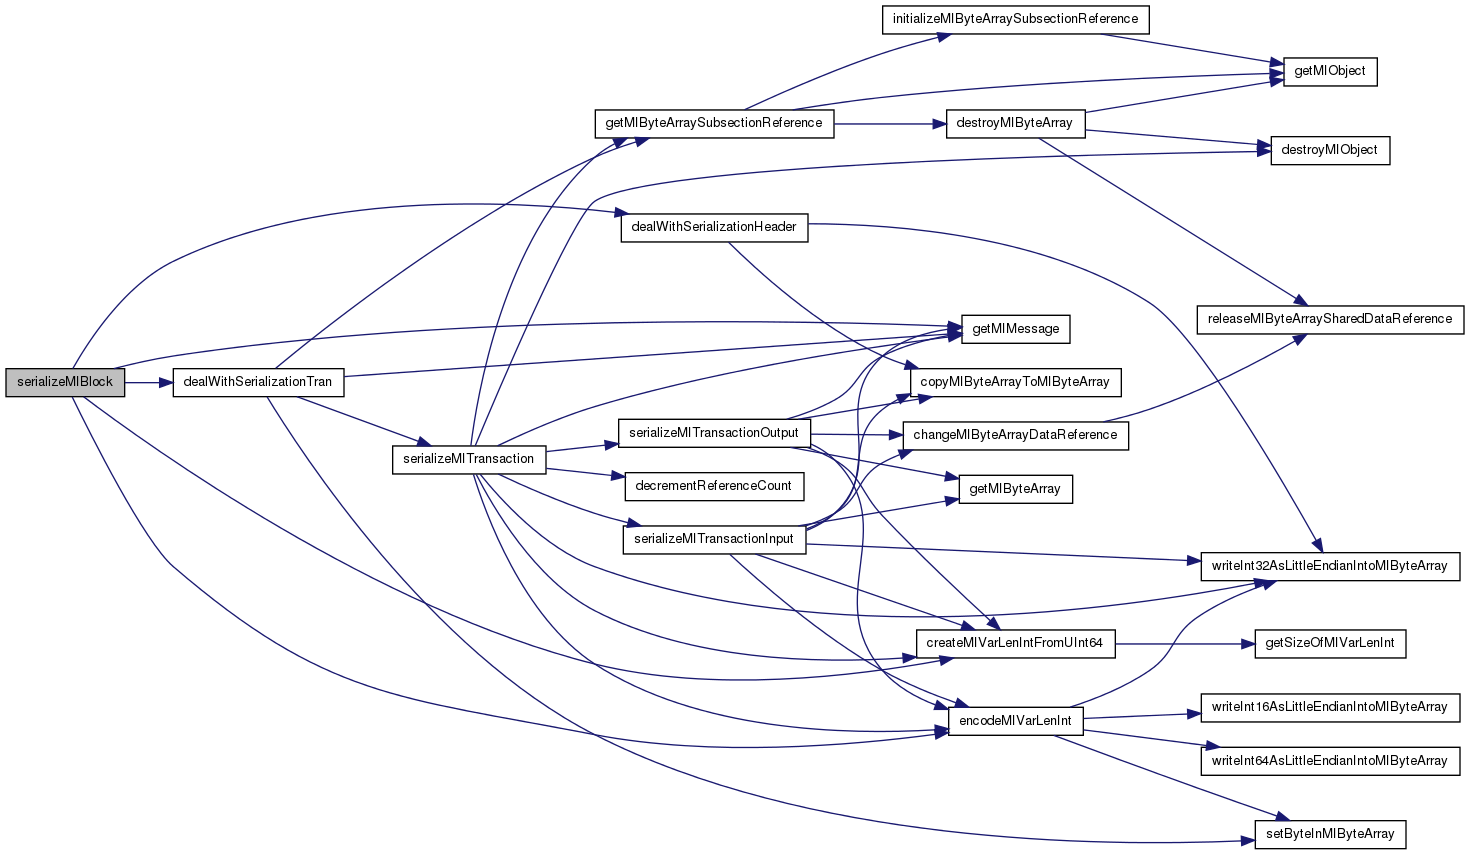 initializeMIByteArraySubsectionReference
getMIObject
getMIByteArraySubsectionReference
destroyMIByteArray
destroyMIObject
dealWithSerializationHeader
releaseMIByteArraySharedDataReference
getMIMessage
serializeMIBlock
dealWithSerializationTran
copyMIByteArrayToMIByteArray
serializeMITransactionOutput
changeMIByteArrayDataReference
serializeMITransaction
decrementReferenceCount
getMIByteArray
serializeMITransactionInput
writeInt32AsLittleEndianIntoMIByteArray
createMIVarLenIntFromUInt64
getSizeOfMIVarLenInt
encodeMIVarLenInt
writeInt16AsLittleEndianIntoMIByteArray
writeInt64AsLittleEndianIntoMIByteArray
setByteInMIByteArray